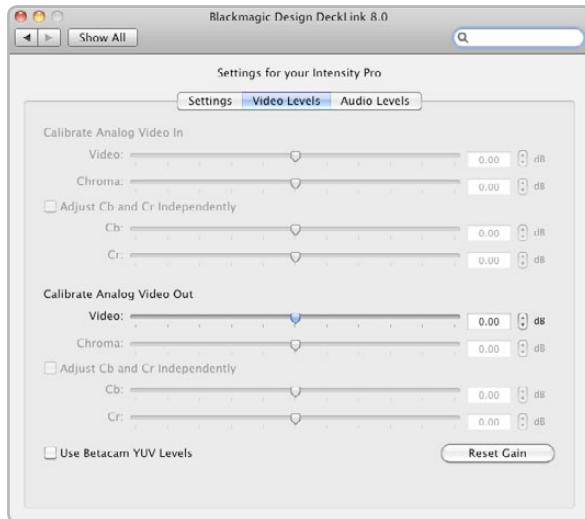 Blackmagic Design DeckLink 8.0
Show All
Settings for your Intensity Pro
Settings Video Levels Audio Levels
Calibrate Analog Video In
Video: 0.00 dB
Chroma: 0.00 dB
Adjust Cb and Cr Independently
Cb: 0.00 dB
Cr: 0.00 dB
Calibrate Analog Video Out
Video: 0.00 dB
Chroma: 0.00 dB
Adjust Cb and Cr Independently
Cb: 0.00 dB
Cr: 0.00 dB
Use Betacam YUV Levels Reset Gain